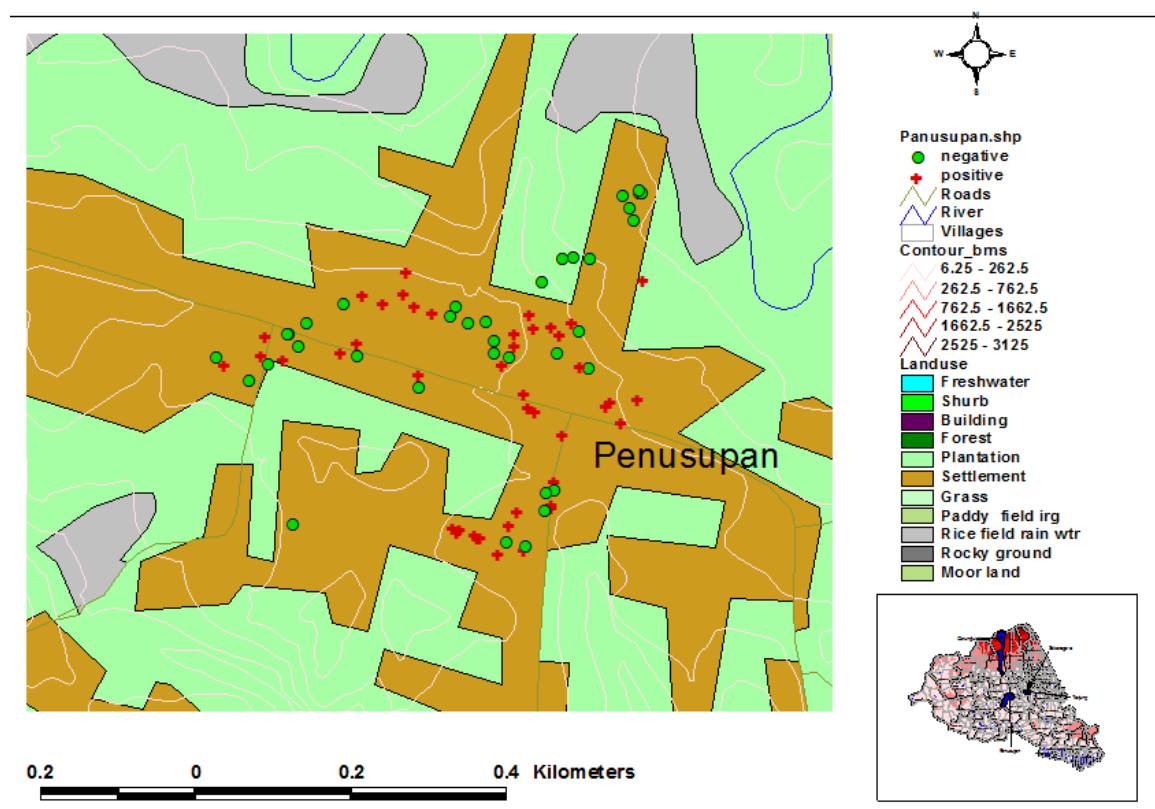 N
W E
S
Panusupan.shp
negative
positive
Roads
River
Villages
Contour_bms
6.25 - 262.5
262.5 - 762.5
762.5 - 1662.5
1662.5 - 2525
2525 - 3125
Landuse
Freshwater
Shurb
Building
Forest
Plantation
Settlement
Grass
Paddy field irg
Rice field rain wtr
Rocky ground
Moor land
Penusupan
0.2 0 0.2 0.4 Kilometers